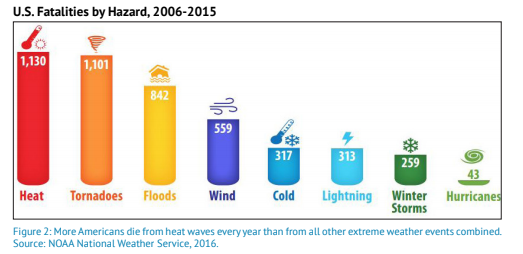 U.S. Fatalities by Hazard, 2006-2015
1,130
1,101
842
559
317
313
259
43
Heat
Tornadoes
Floods
Wind
Cold
Lightning
Winter
Storms
Hurricanes
Figure 2: More Americans die from heat waves every year than from all other extreme weather events combined.
Source: NOAA National Weather Service, 2016.